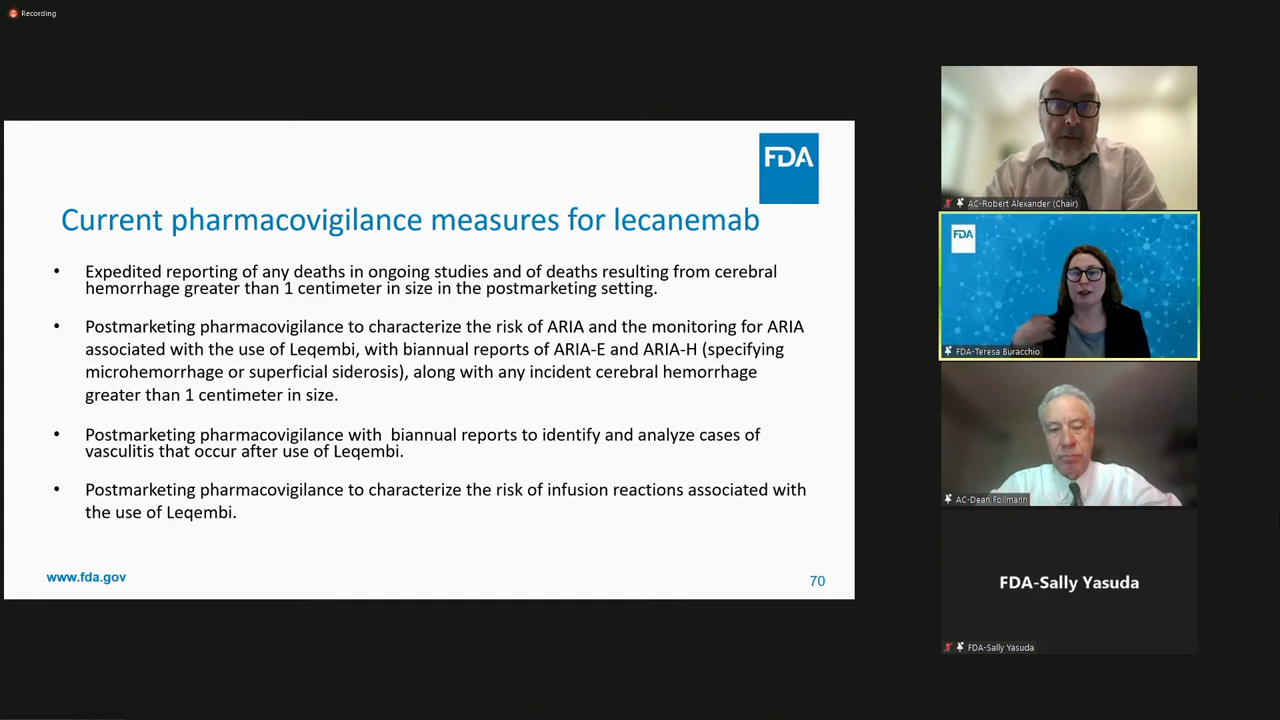 Recording
FDA
Current pharmacovigilance measures for lecanemab
• Expedited reporting of any deaths in ongoing studies and of deaths resulting from cerebral
hemorrhage greater than 1 centimeter in size in the postmarketing setting.
• Postmarketing pharmacovigilance to characterize the risk of ARIA and the monitoring for ARIA
associated with the use of Leqembi, with biannual reports of ARIA-E and ARIA-H (specifying
microhemorrhage or superficial siderosis), along with any incident cerebral hemorrhage
greater than 1 centimeter in size.
• Postmarketing pharmacovigilance with biannual reports to identify and analyze cases of
vasculitis that occur after use of Leqembi.
• Postmarketing pharmacovigilance to characterize the risk of infusion reactions associated with
the use of Leqembi.
www.fda.gov
70
AC-Robert Alexander (Chair)
FDA
FDA-Teresa Buracchio
AC-Dean Follmann
FDA-Sally Yasuda
FDA-Sally Yasuda